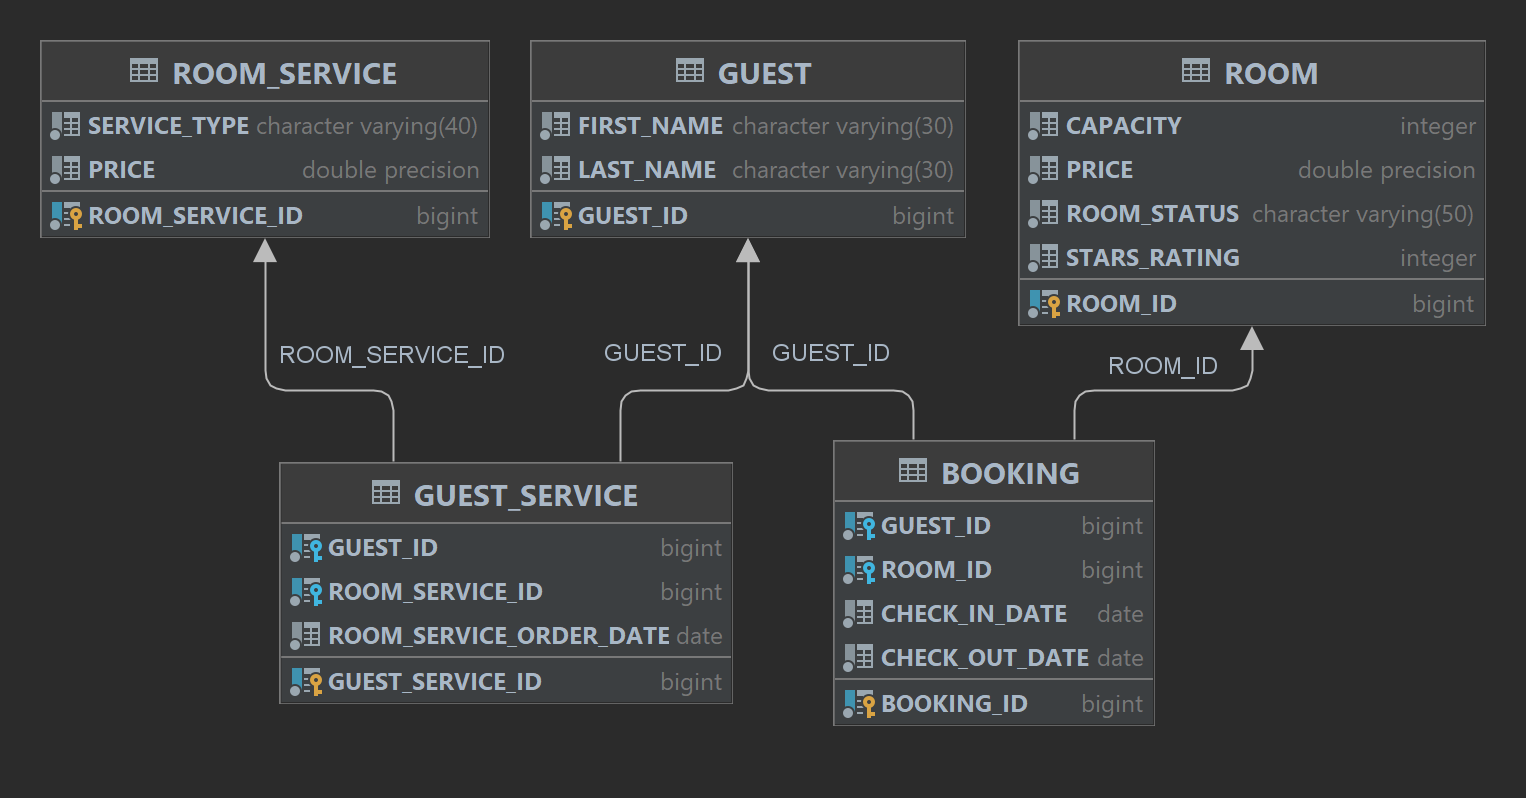 ROOM_SERVICE
SERVICE_TYPE character varying(40)
PRICE double precision
ROOM_SERVICE_ID bigint
GUEST
FIRST_NAME character varying(30)
LAST_NAME character varying(30)
GUEST_ID bigint
ROOM
CAPACITY integer
PRICE double precision
ROOM_STATUS character varying(50)
STARS_RATING integer
ROOM_ID bigint
ROOM_SERVICE_ID
GUEST_ID
GUEST_ID
ROOM_ID
GUEST_SERVICE
GUEST_ID bigint
ROOM_SERVICE_ID bigint
ROOM_SERVICE_ORDER_DATE date
GUEST_SERVICE_ID bigint
BOOKING
GUEST_ID bigint
ROOM_ID bigint
CHECK_IN_DATE date
CHECK_OUT_DATE date
BOOKING_ID bigint